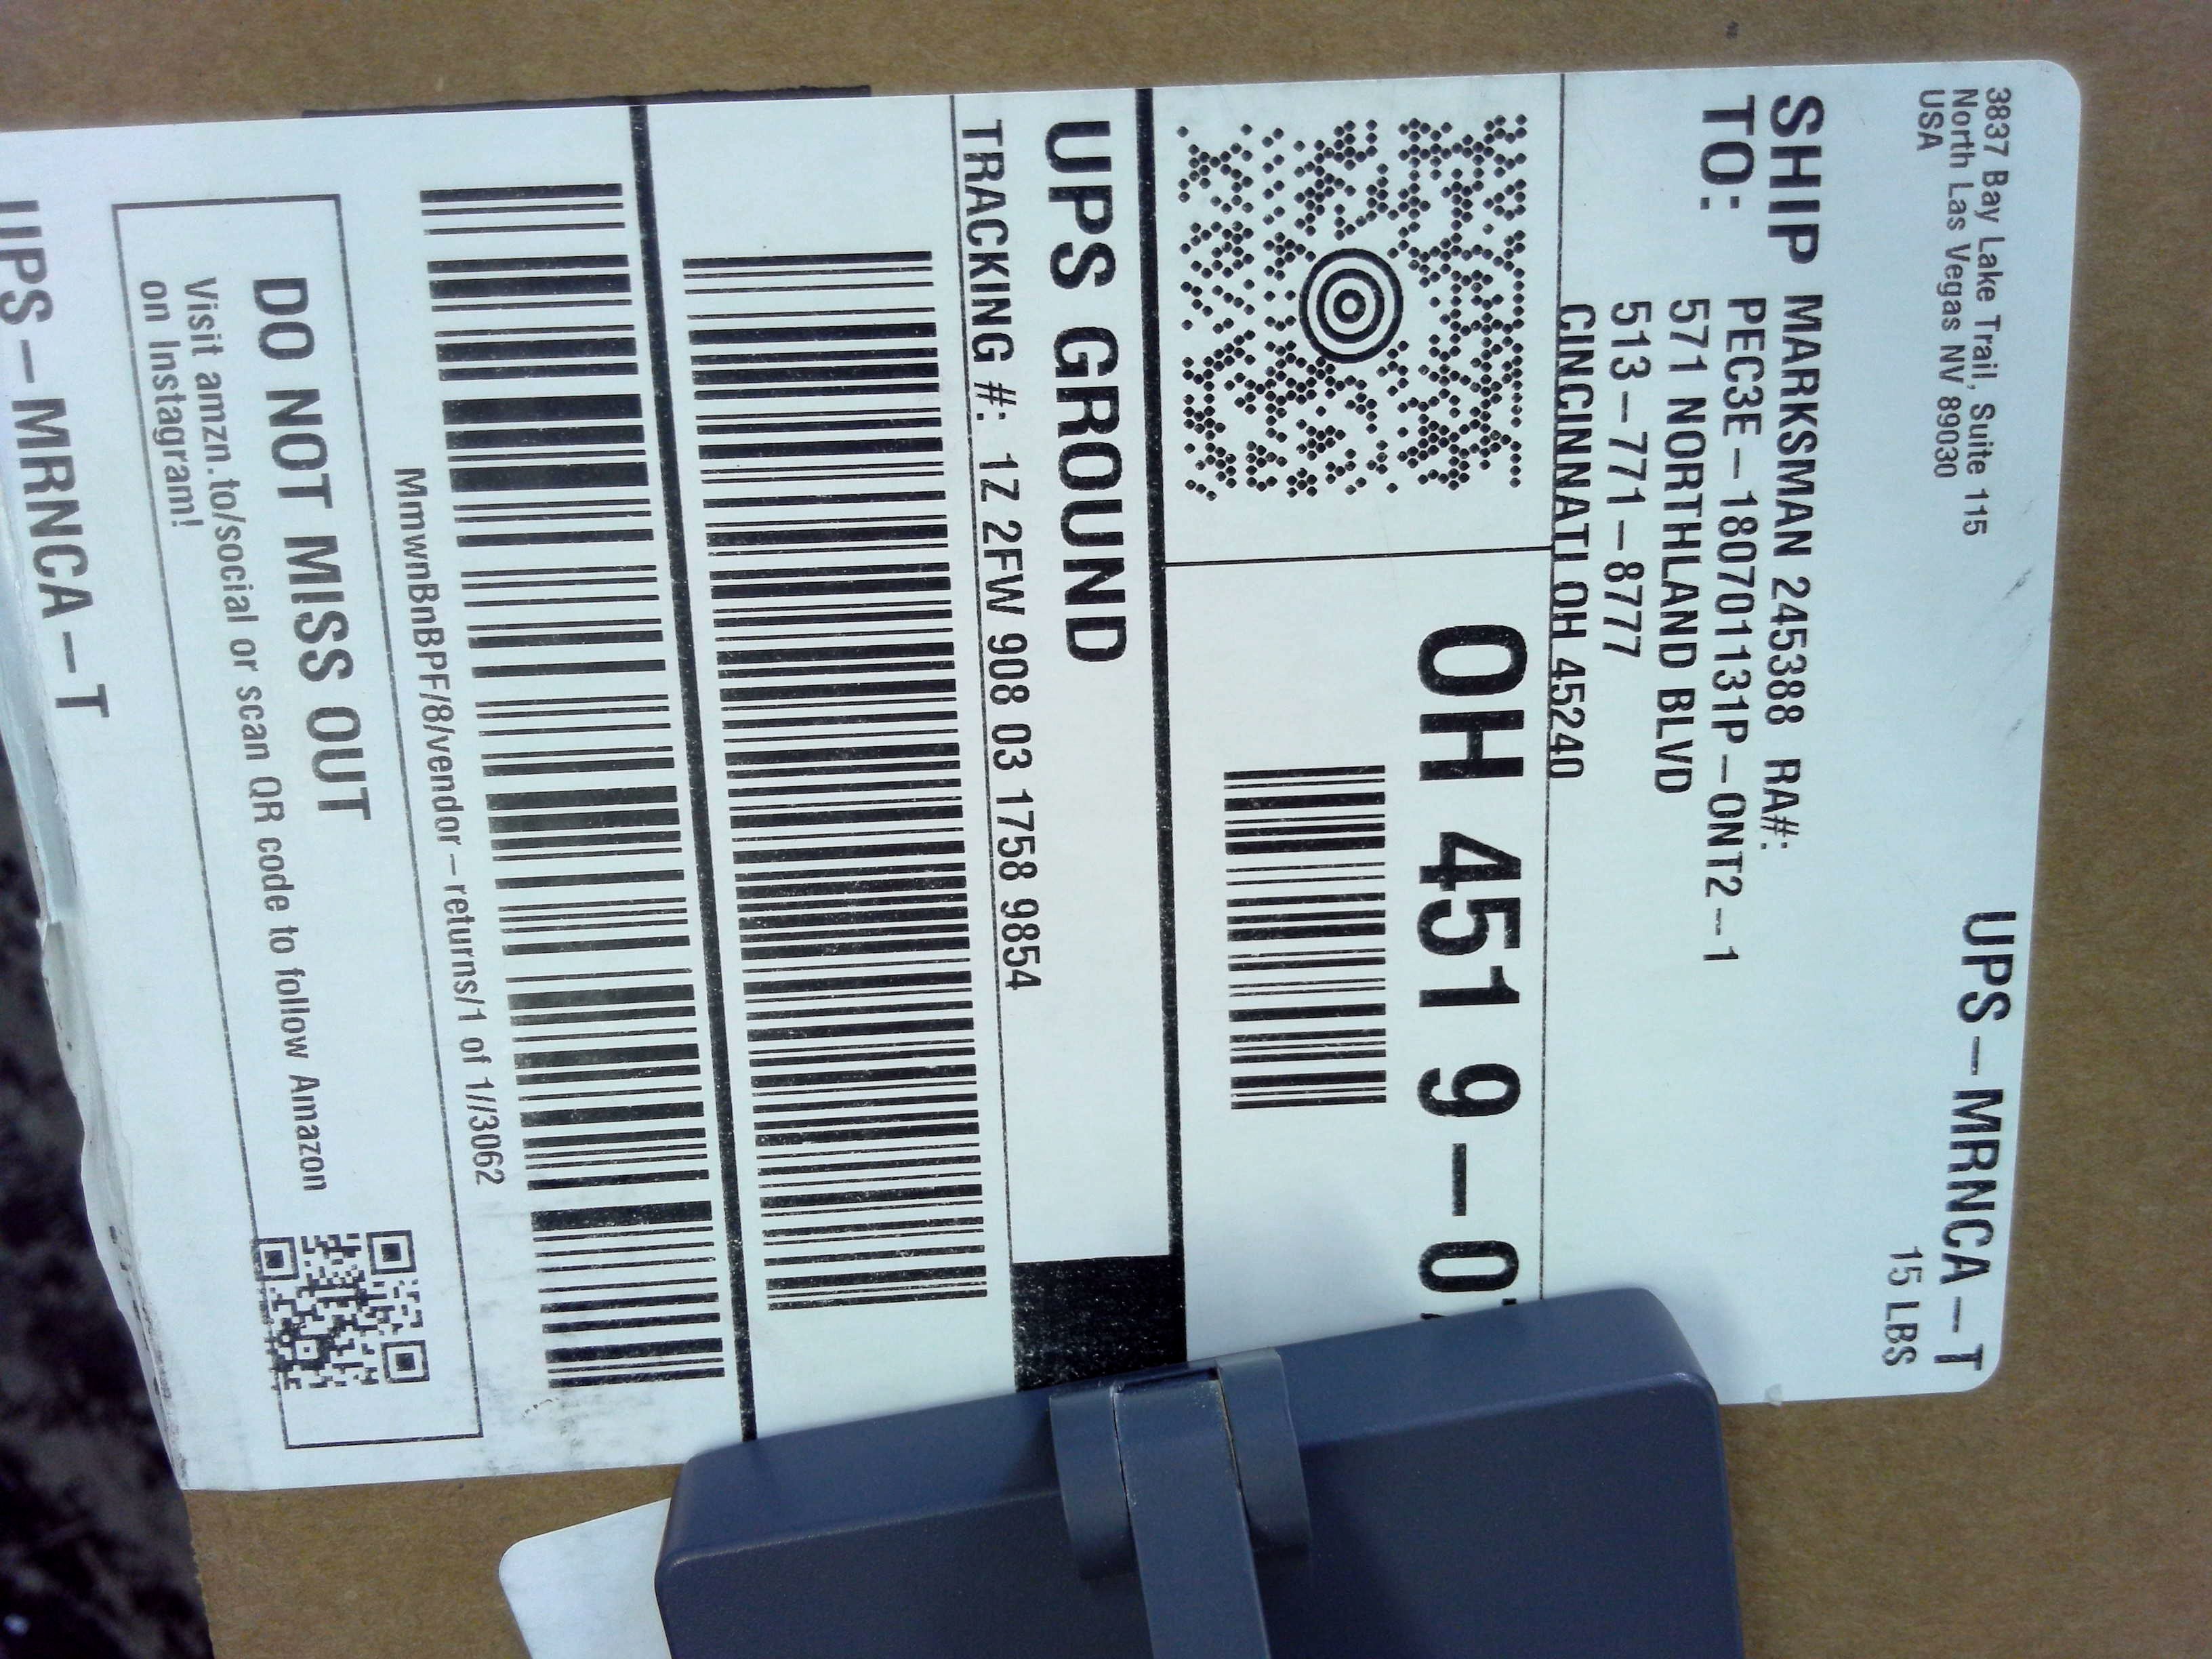 3837 Bay Lake Trail, Suite 115
North Las Vegas NV 89030
USA
UPS-MRNCA-T
15 LBS
SHIP
TO:
MARKSMAN 245388 RA#:
PEC3E-180701131P-ONT2--1
571 NORTHLAND BLVD
513-771-8777
CINCINNATI OH 45240
OH 451 9-0
UPS GROUND
TRACKING #: 1Z 2FW 908 03 1758 9854
MmwnBnBPF/8/vendor-returns/1 of 1//3062
DO NOT MISS OUT
Visit amzn.to/social or scan QR code to follow Amazon
on Instagram!
UPS-MRNCA-T